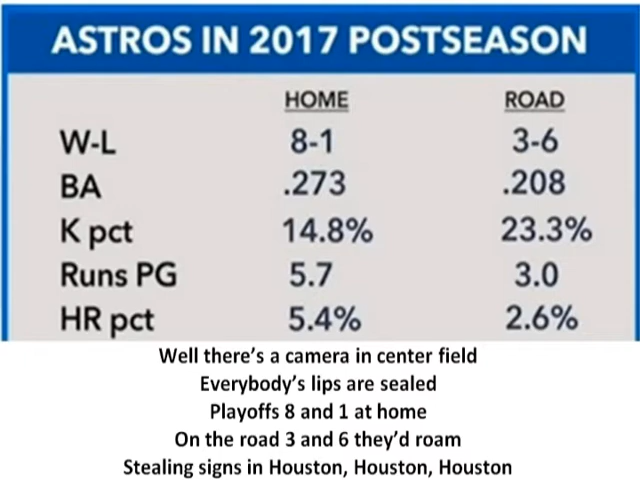 ASTROS IN 2017 POSTSEASON
HOME ROAD
W-L 8-1 3-6
BA .273 .208
K pct 14.8% 23.3%
Runs PG 5.7 3.0
HR pct 5.4% 2.6%
Well there's a camera in center field
Everybody's lips are sealed
Playoffs 8 and 1 at home
On the road 3 and 6 they'd roam
Stealing signs in Houston, Houston, Houston